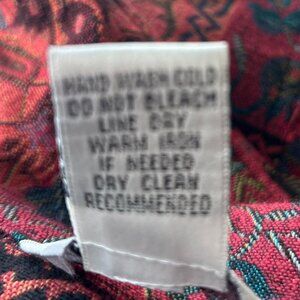 HAND WASH COLD
DO NOT BLEACH
LINE DRY
WARM IRON
IF NEEDED
DRY CLEAN
RECOMMENDED